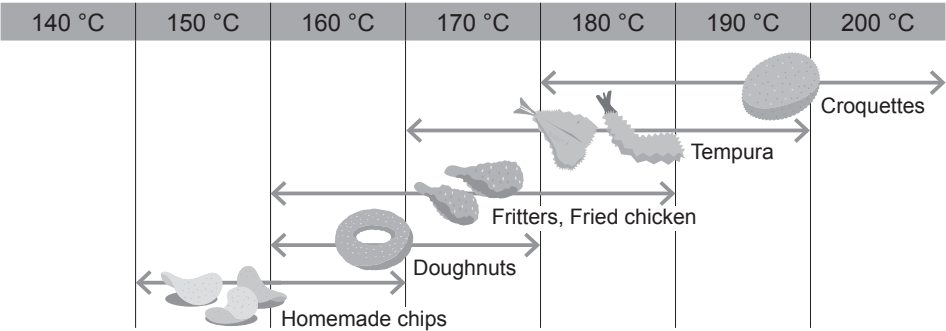 140 °C 150 °C 160 °C 170 °C 180 °C 190 °C 200 °C
Croquettes
Tempura
Fritters, Fried chicken
Doughnuts
Homemade chips